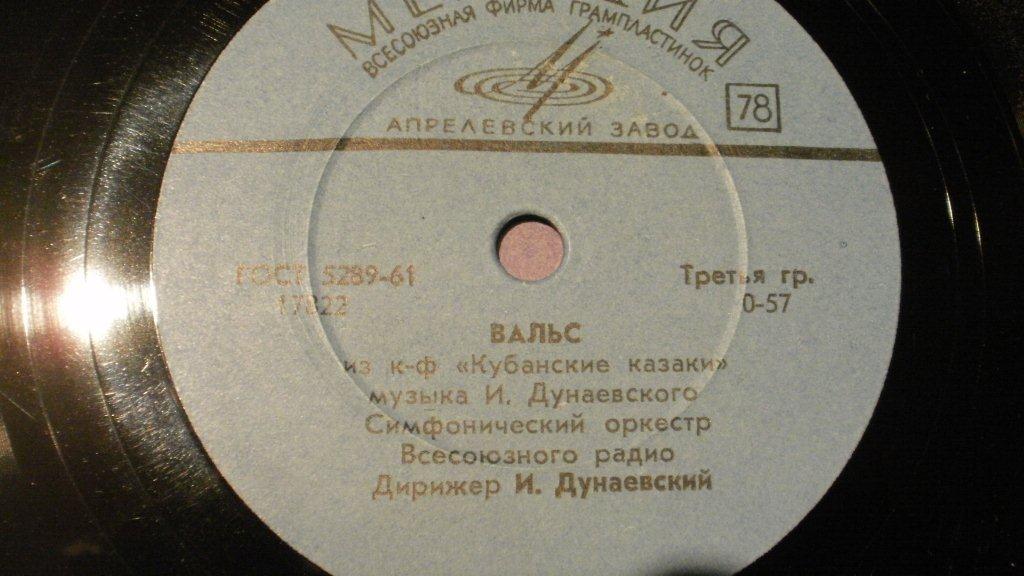 ВСЕСОЮЗНАЯ ФИРМА ГРАМПЛАСТИНОК
78
АПРЕЛЕВСКИЙ ЗАВОД
ГОСТ 5289-61
Третья гр.
17822
0-57
ВАЛЬС
из к-ф «Кубанские казаки»
музыка И. Дунаевского
Симфонический оркестр
Всесоюзного радио
Дирижер И. Дунаевский